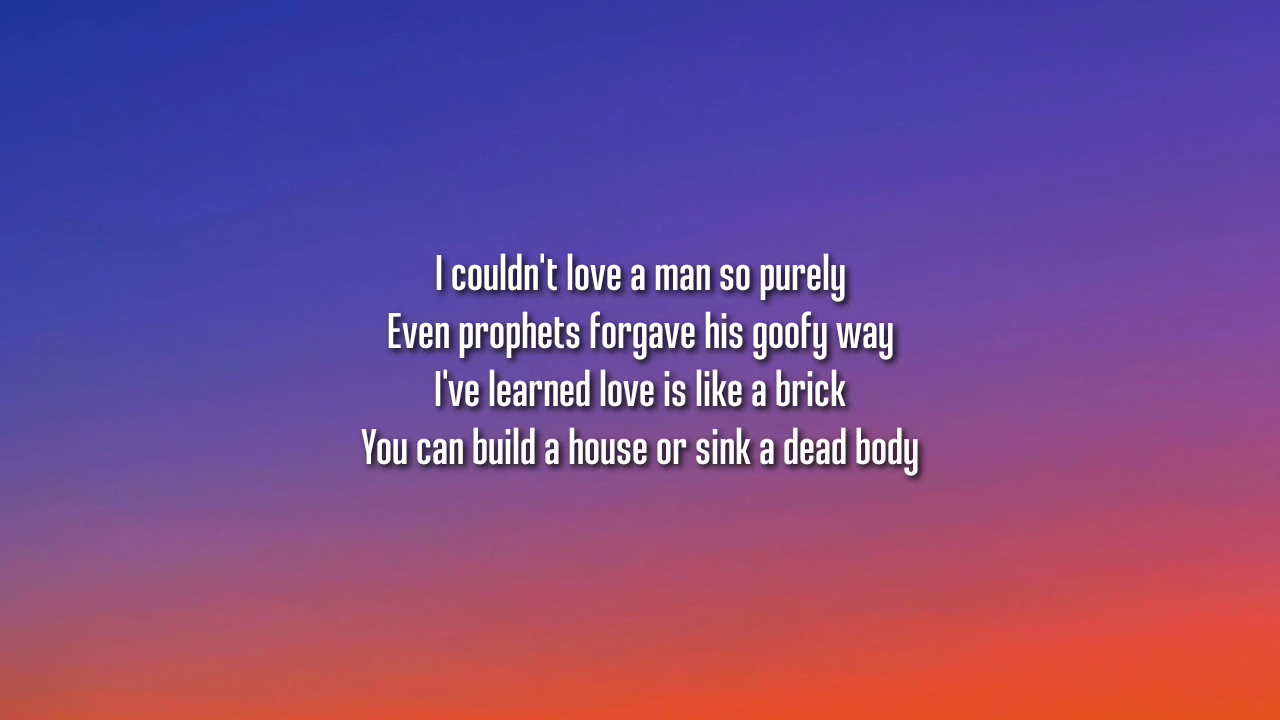 I couldn't love a man so purely
Even prophets forgave his goofy way
I've learned love is like a brick
You can build a house or sink a dead body